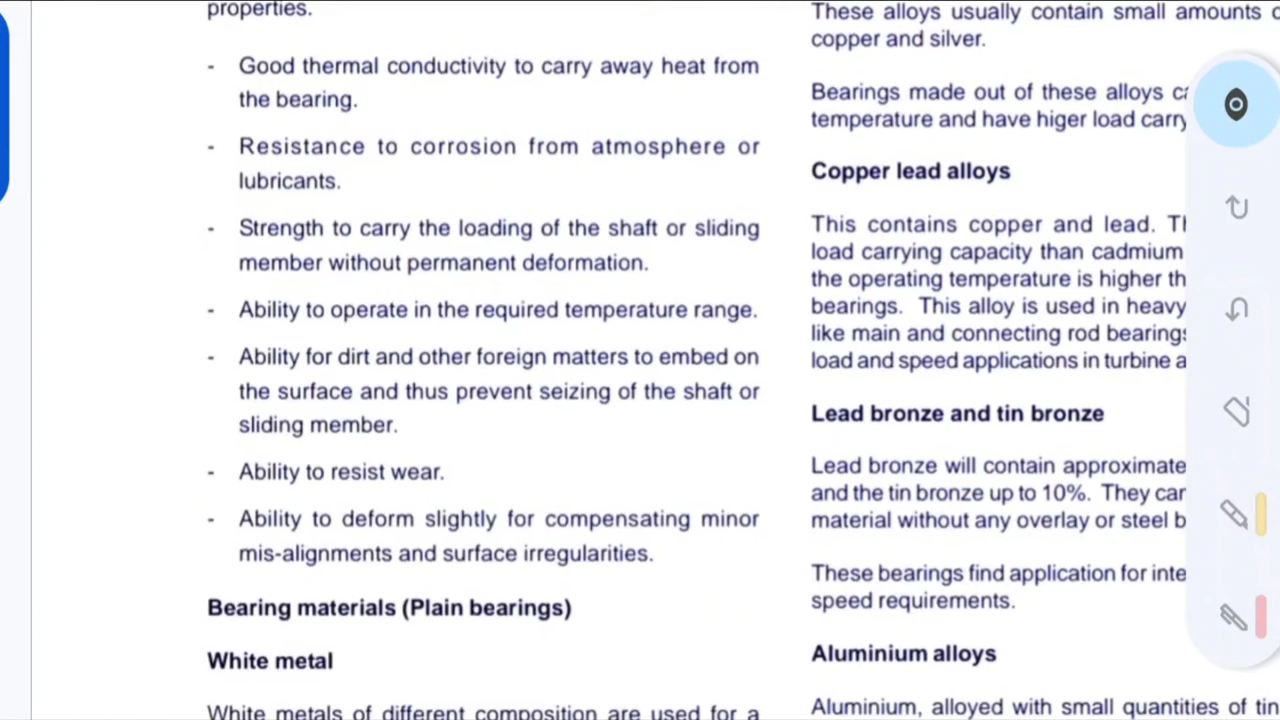 properties.
- Good thermal conductivity to carry away heat from
the bearing.
- Resistance to corrosion from atmosphere or
lubricants.
- Strength to carry the loading of the shaft or sliding
member without permanent deformation.
- Ability to operate in the required temperature range.
- Ability for dirt and other foreign matters to embed on
the surface and thus prevent seizing of the shaft or
sliding member.
- Ability to resist wear.
- Ability to deform slightly for compensating minor
mis-alignments and surface irregularities.
Bearing materials (Plain bearings)
White metal
White metals of different composition are used for a
These alloys usually contain small amounts
copper and silver.
Bearings made out of these alloys
temperature and have higer load
Copper lead alloys
This contains copper and lead.
load carrying capacity than cadmium
the operating temperature is higher
bearings. This alloy is used in heavy
like main and connecting rod bearings
load and speed applications in turbine
Lead bronze and tin bronze
Lead bronze will contain
and the tin bronze up to 10%. They
material without any overlay or steel
These bearings find application for
speed requirements.
Aluminium alloys
Aluminium, alloyed with small quantities of tin